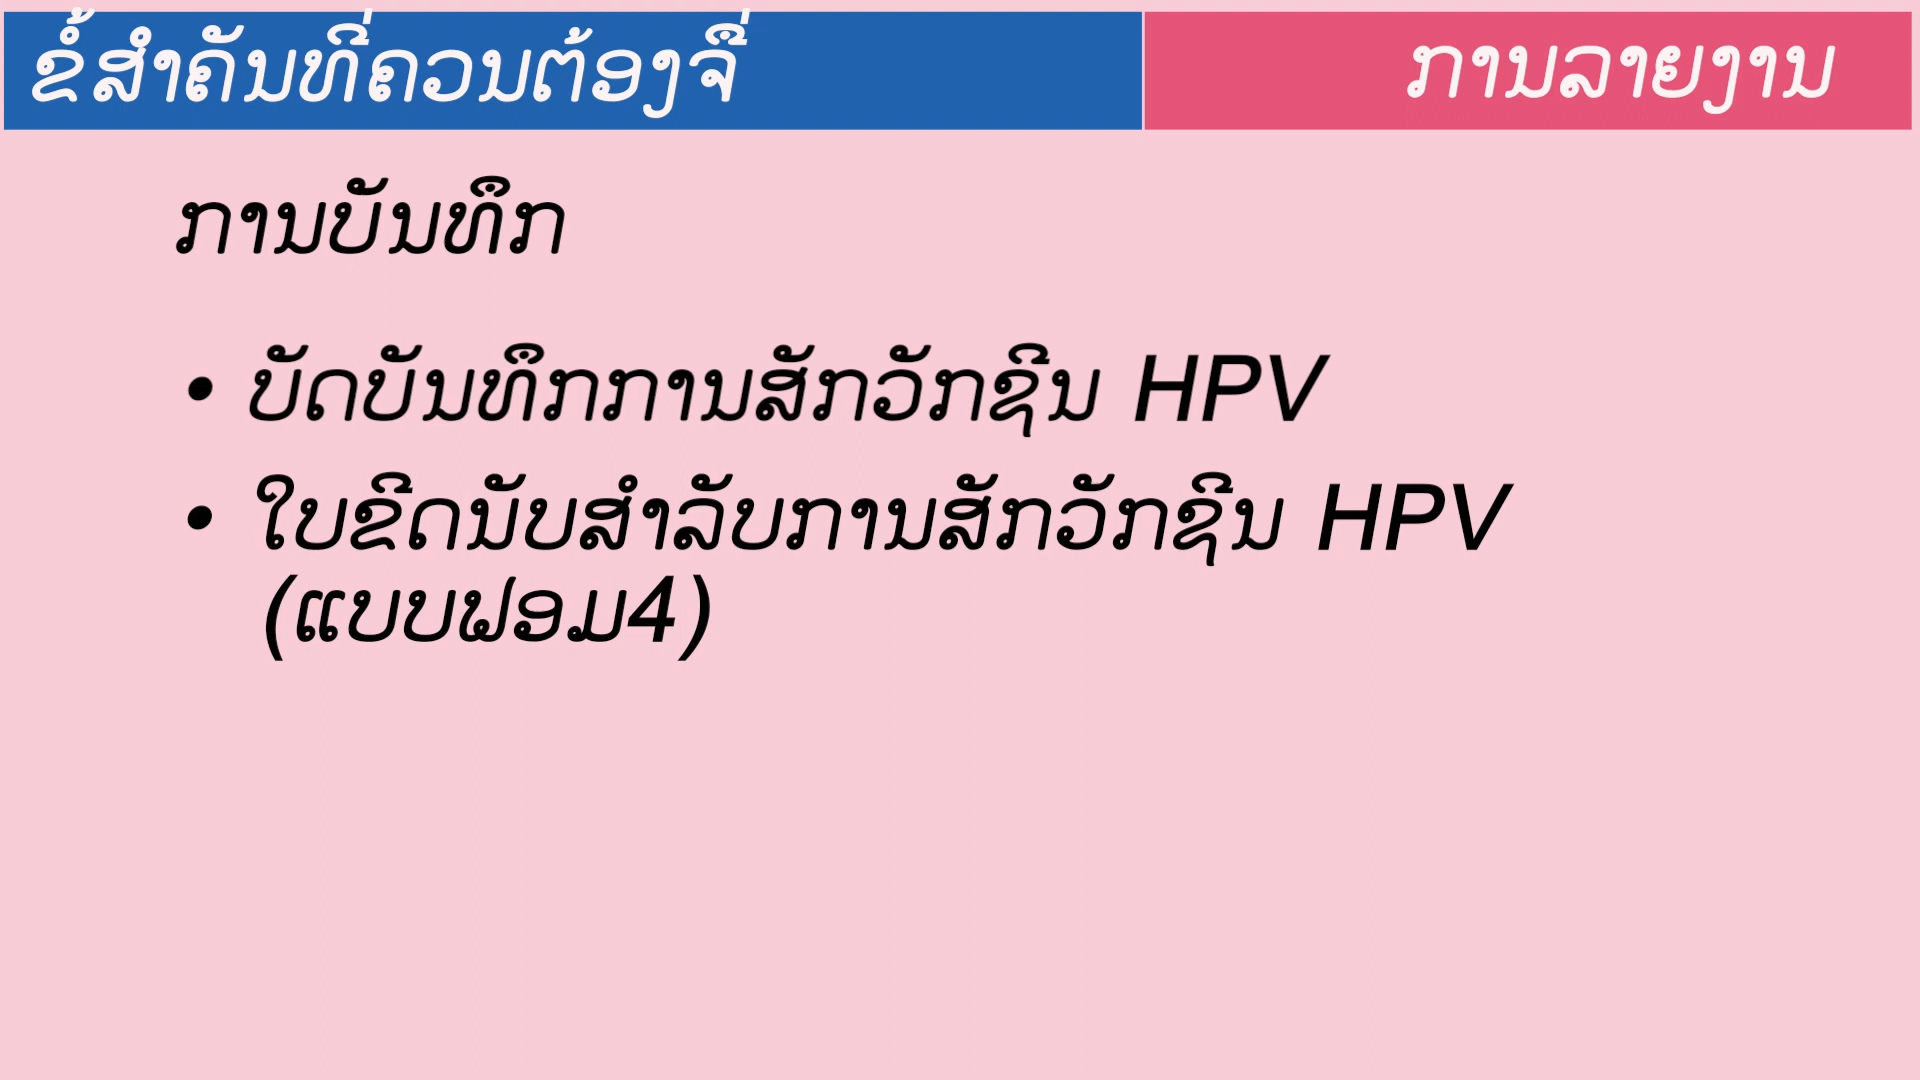 ຂໍ້ສຳຄັນທີ່ຄວນຕ້ອງຈື່
ການລາຍງານ
ການບັນທຶກ
• ບັດບັນທຶກການສັກວັກຊີນ HPV
• ໃບຂີດນັບສຳລັບການສັກວັກຊີນ HPV
(ແບບຟອມ4)